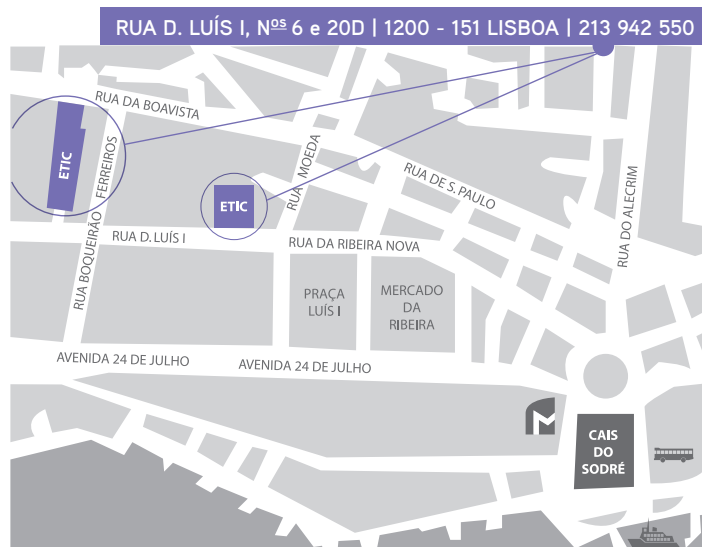 RUA D. LUÍS I, Nos 6 e 20D | 1200 - 151 LISBOA | 213 942 550
RUA DA BOAVISTA
RUA MOEDA
ETIC
RUA BOQUEIRÃO FERREIROS
ETIC
RUA DE S. PAULO
RUA DO ALECRIM
RUA D. LUÍS I
RUA DA RIBEIRA NOVA
PRAÇA
LUÍS I
MERCADO
DA
RIBEIRA
AVENIDA 24 DE JULHO
AVENIDA 24 DE JULHO
M
CAIS
DO
SODRÉ